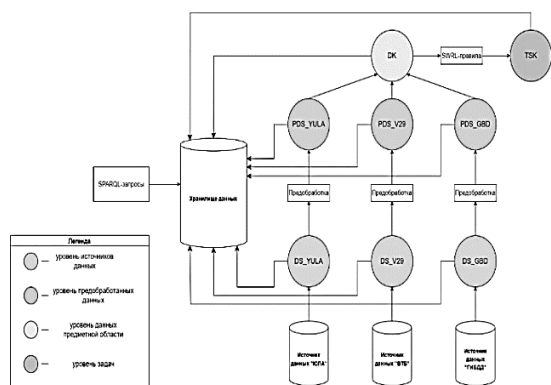 DK
SWRL-правила
TSK
PDS_YULA
PDS_V29
PDS_GBD
SPARQL-запросы
Хранилище данных
Предобработка
Предобработка
Предобработка
Легенда
уровень источников
данных
уровень предобработанных
данных
уровень данных
предметной области
уровень задач
DS_YULA
DS_V29
DS_GBD
Источник
данных "ЮЛА"
Источник
данных
Источник
данных "ГИБДД"